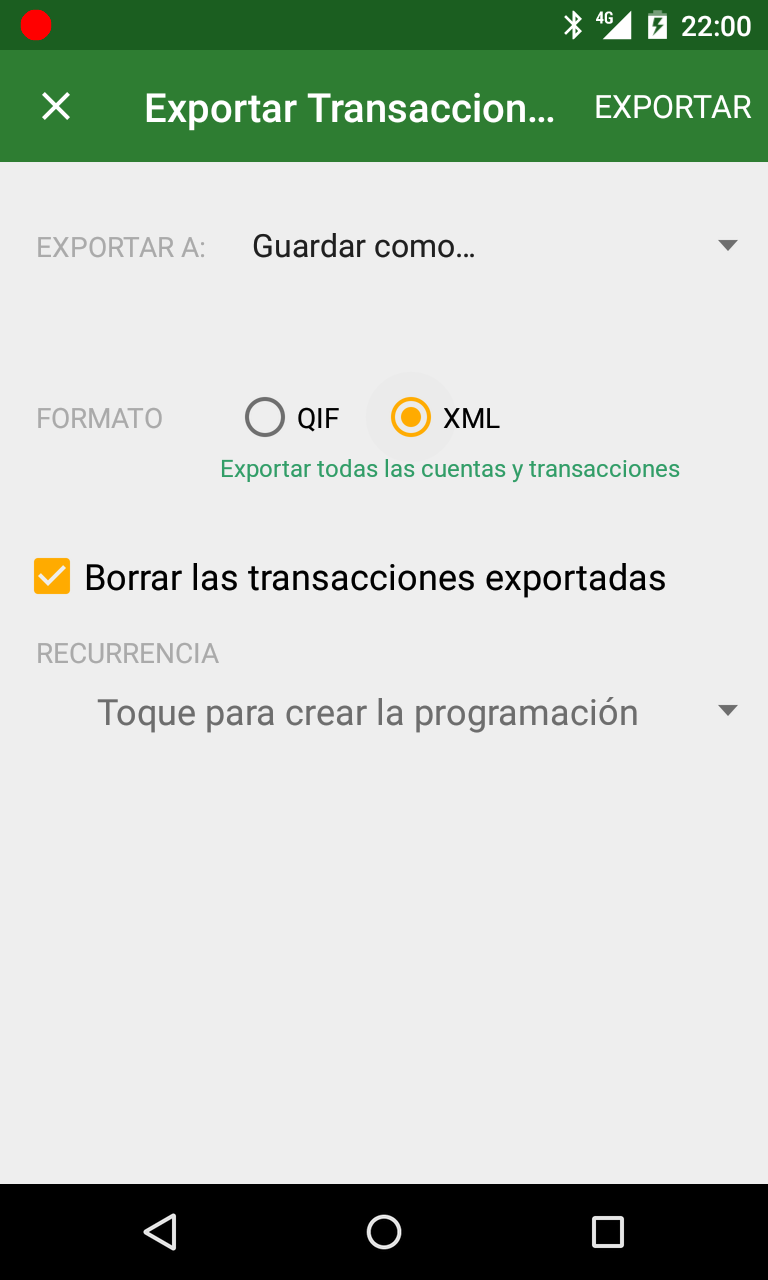 4G 22:00
Exportar Transaccion... EXPORTAR
EXPORTAR A: Guardar como...
FORMATO QIF XML
Exportar todas las cuentas y transacciones
Borrar las transacciones exportadas
RECURRENCIA
Toque para crear la programación